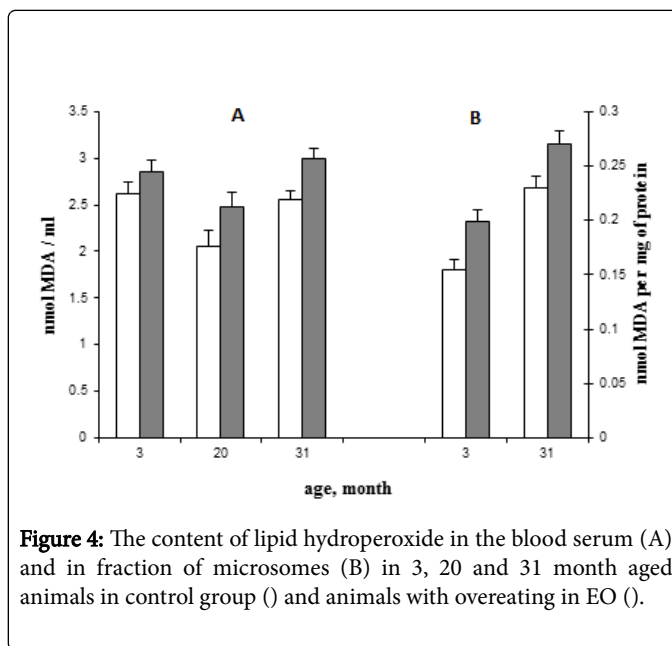 A
B
3.5
3
2.5
2
1.5
1
0.5
0
nmol MDA / ml
0.3
0.25
0.2
0.15
0.1
0.05
0
nmol MDA per mg of protein
3 20 31 3 31
age, month
Figure 4: The content of lipid hydroperoxide in the blood serum (A)
and in fraction of microsomes (B) in 3, 20 and 31 month aged
animals in control group () and animals with overeating in EO ().